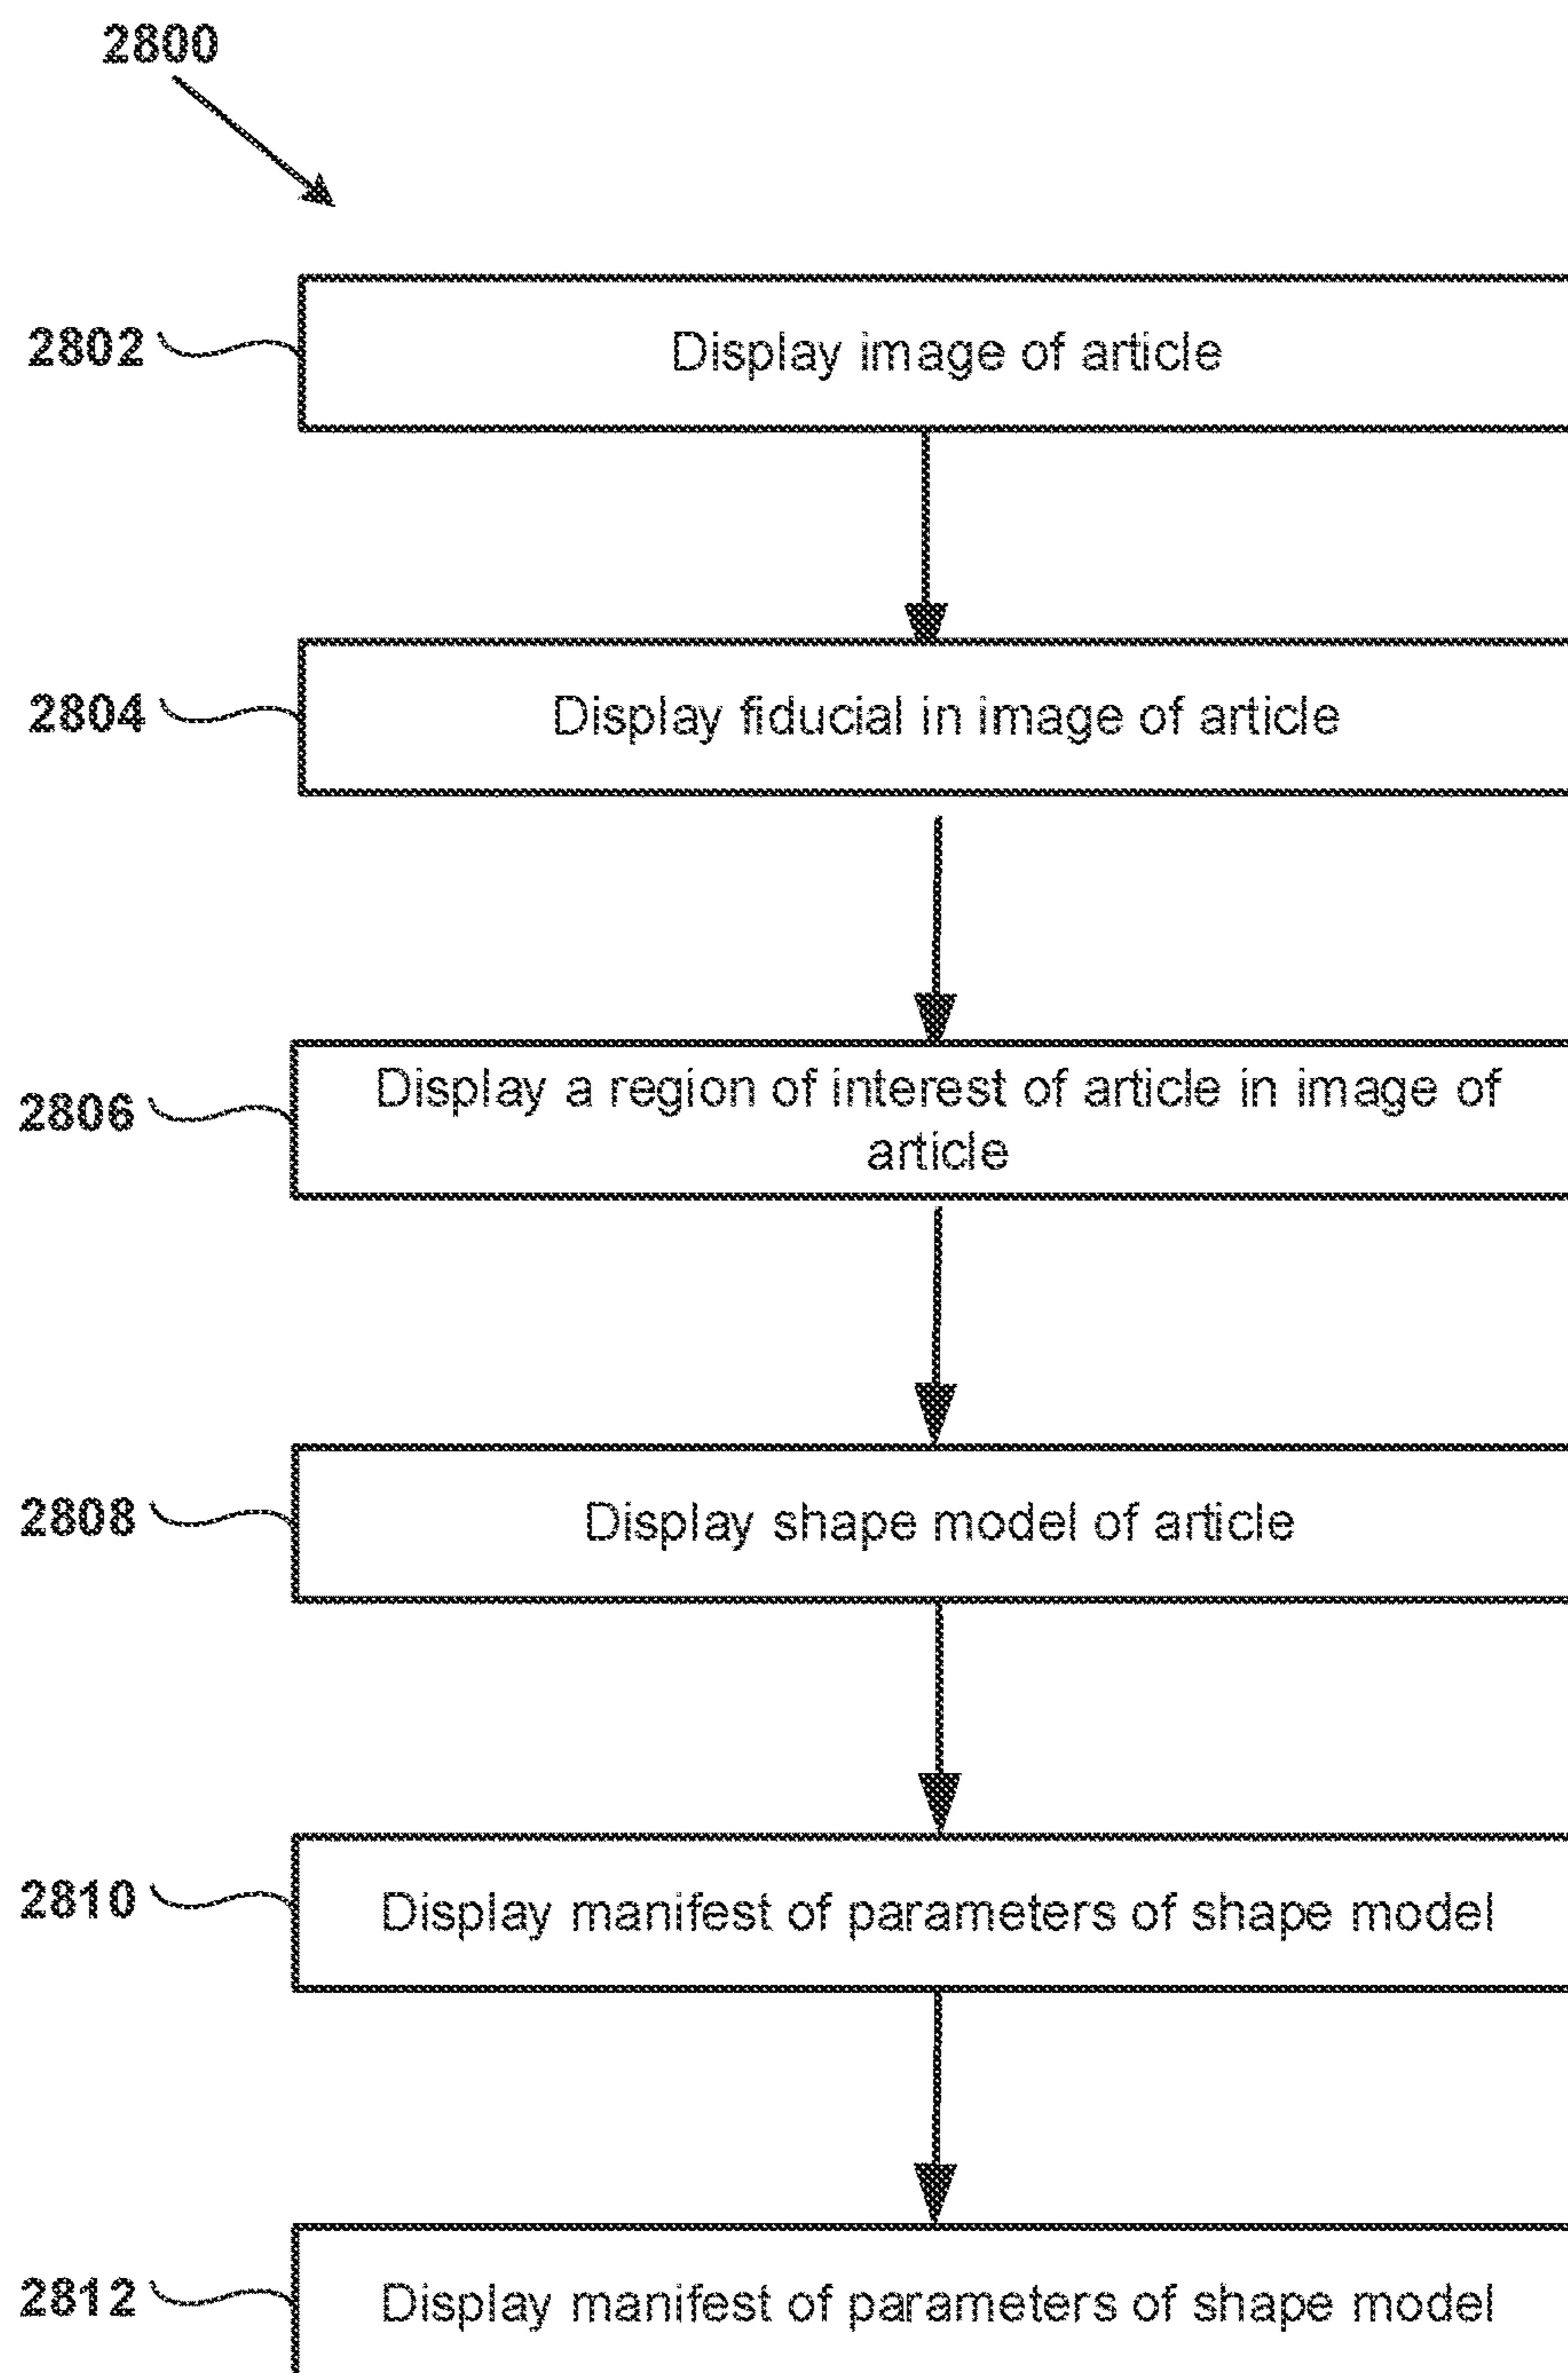 2800
2802 Display image of article
2804 Display fiducial in image of article
2806 Display a region of interest of article in image of
article
2808 Display shape model of article
2810 Display manifest of parameters of shape model
2812 Display manifest of parameters of shape model